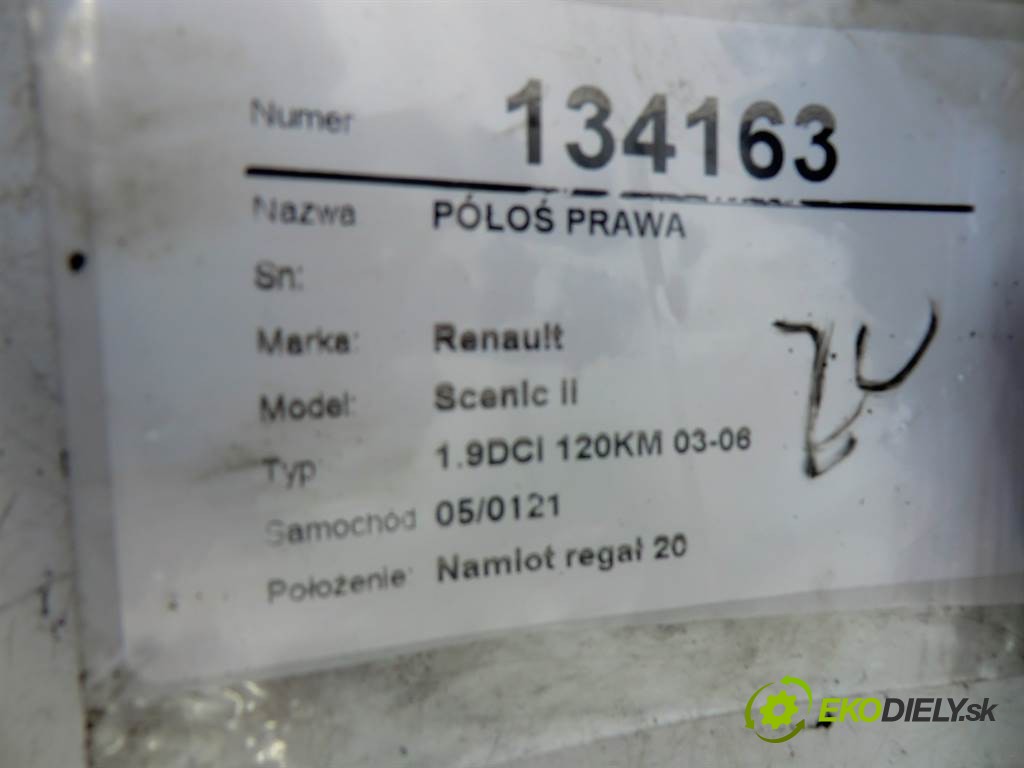 Numer 134163
Nazwa PÓŁOŚ PRAWA
Sn:
Marka: Renault
Model: Scenic II
Typ 1.9DCI 120KM 03-06
Samochód 05/0121
Położenie: Namiot regał 20
EKODIELY.sk